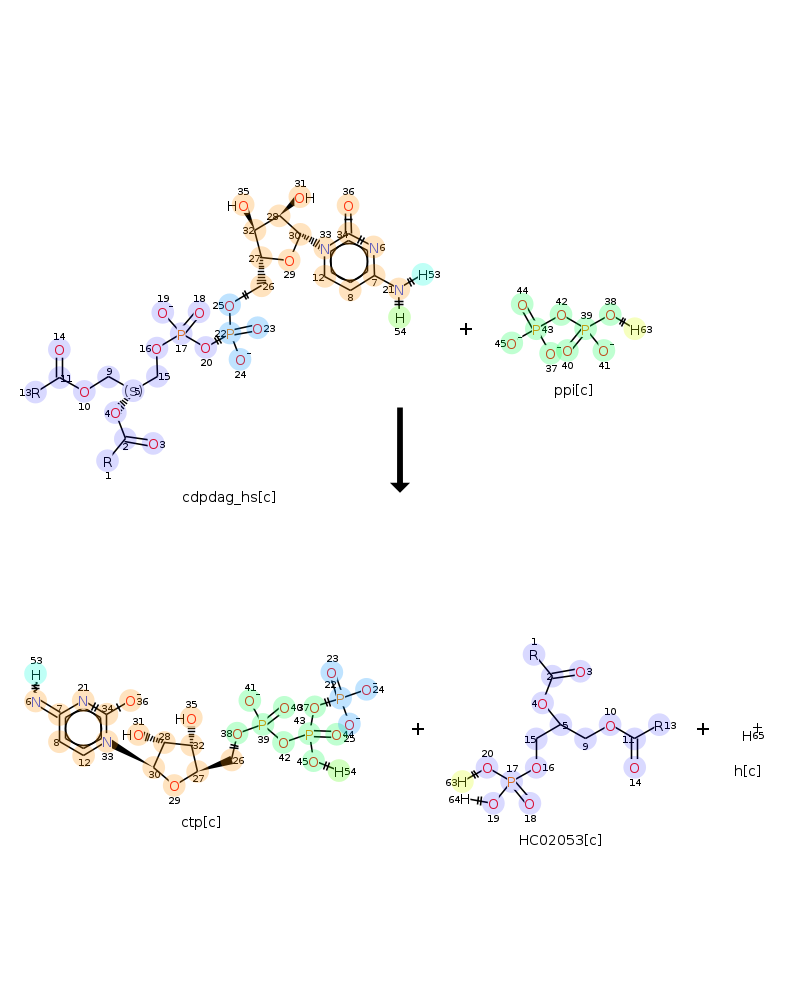 35 31 36
HO OH O
32 28 30 33 34 N 6
27 O 29 N 12 8 7 21 N H 53
26 H 54
19 18 25 O
O- O P 22 O 23
16 O 17 P O 20 O- 24
14 O 9 15
13 R 11 O 10 (S) 5
4 O 2 O 3
R 1
cdpdag_hs[c]
+
44 O 42 O 38 O H 63
45 O- P 43 P 39
37 O- O 40 O- 41
ppi[c]
53 H 21 N O- 36
6 N 7 34
8 12 N 33
31 HO 35 HO
28 32 30 27 O 29 26
41 O- O 40 38 O P 39 O 42
23 O 22 P O- 24
37 O 43 P O 44 O- 25
45 O H 54
ctp[c]
+
1 R 2 O 3
4 O 5 10 O R 13
15 9 11 O 14
20 O 17 P O 16
63 H 64 H O 19 O 18
HC02053[c]
+
H+ 65
h[c]